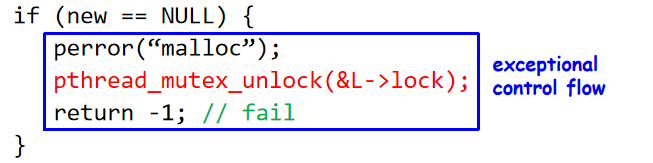 if (new == NULL) {
perror(“malloc”);
pthread_mutex_unlock(&L->lock);
return -1; // fail
}
exceptional
control flow